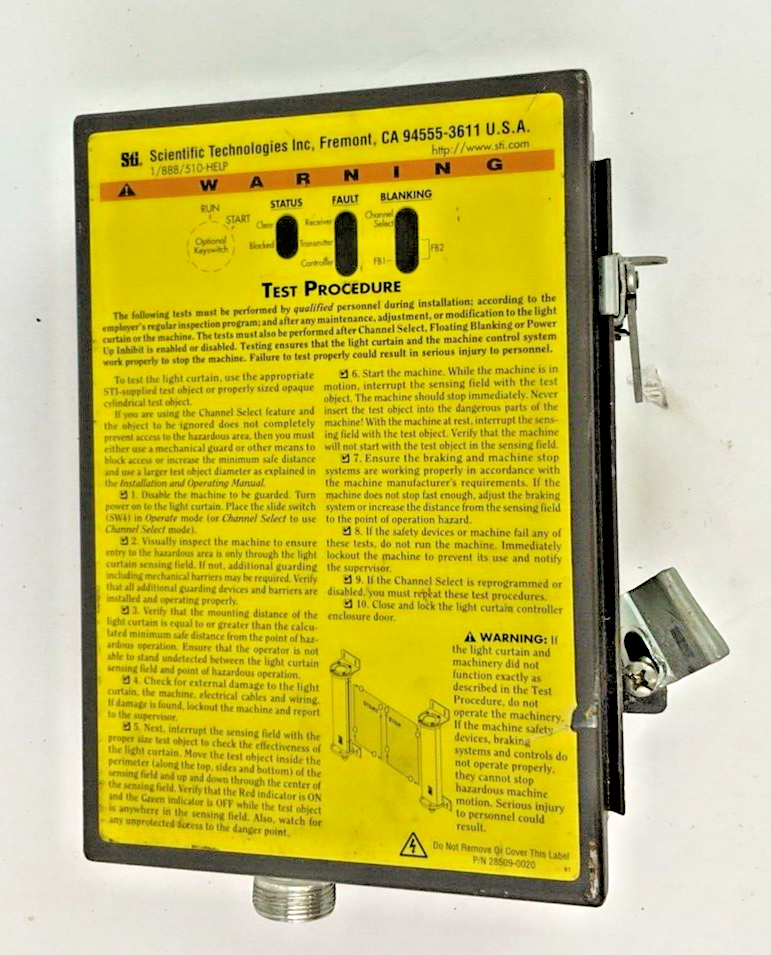 Sti. Scientific Technologies Inc, Fremont, CA 94555-3611 U.S.A.
1/888/510-HELP http://www.sti.com
WARNING
RUN
START
Optional
Keyswitch
STATUS
Clear
Blocked
FAULT
Receiver
Transmitter
Controller
BLANKING
Channel
Select
FB1
FB2
TEST PROCEDURE
The following tests must be performed by qualified personnel during installation; according to the
employer's regular inspection program; and after any maintenance, adjustment, or modification to the light
curtain or the machine. The tests must also be performed after Channel Select, Floating Blanking or Power
Up Inhibit is enabled or disabled. Testing ensures that the light curtain and the machine control system
work properly to stop the machine. Failure to test properly could result in serious injury to personnel.
To test the light curtain, use the appropriate
STI-supplied test object or properly sized opaque
cylindrical test object.
If you are using the Channel Select feature and
the object to be ignored does not completely
prevent access to the hazardous area, then you must
either use a mechanical guard or other means to
block access or increase the minimum safe distance
and use a larger test object diameter as explained in
the Installation and Operating Manual.
☑ 1. Disable the machine to be guarded. Turn
power on to the light curtain. Place the slide switch
(SW4) in Operate mode (or Channel Select to use
Channel Select mode).
☑ 2. Visually inspect the machine to ensure
entry to the hazardous area is only through the light
curtain sensing field. If not, additional guarding
including mechanical barriers may be required. Verify
that all additional guarding devices and barriers are
installed and operating properly.
☑ 3. Verify that the mounting distance of the
light curtain is equal to or greater than the calcu-
lated minimum safe distance from the point of haz-
ardous operation. Ensure that the operator is not
able to stand undetected between the light curtain
sensing field and point of hazardous operation.
☑ 4. Check for external damage to the light
curtain, the machine, electrical cables and wiring.
If damage is found, lockout the machine and report
to the supervisor.
☑ 5. Next, interrupt the sensing field with the
proper size test object to check the effectiveness of
the light curtain. Move the test object inside the
perimeter (along the top, sides and bottom) of the
sensing field and up and down through the center of
the sensing field. Verify that the Red indicator is ON
and the Green indicator is OFF while the test object
is anywhere in the sensing field. Also, watch for
any unprotected access to the danger point.
☑ 6. Start the machine. While the machine is in
motion, interrupt the sensing field with the test
object. The machine should stop immediately. Never
insert the test object into the dangerous parts of the
machine! With the machine at rest, interrupt the sens-
ing field with the test object. Verify that the machine
will not start with the test object in the sensing field.
☑ 7. Ensure the braking and machine stop
systems are working properly in accordance with
the machine manufacturer's requirements. If the
machine does not stop fast enough, adjust the braking
system or increase the distance from the sensing field
to the point of operation hazard.
☑ 8. If the safety devices or machine fail any of
these tests, do not run the machine. Immediately
lockout the machine to prevent its use and notify
the supervisor.
☑ 9. If the Channel Select is reprogrammed or
disabled, you must repeat these test procedures.
☑ 10. Close and lock the light curtain controller
enclosure door.
START
STOP
WARNING: If
the light curtain and
machinery did not
function exactly as
described in the Test
Procedure, do not
operate the machinery.
If the machine safety
devices, braking
systems and controls do
not operate properly,
they cannot stop
hazardous machine
motion. Serious injury
to personnel could
result.
Do Not Remove Or Cover This Label
P/N 28509-0020